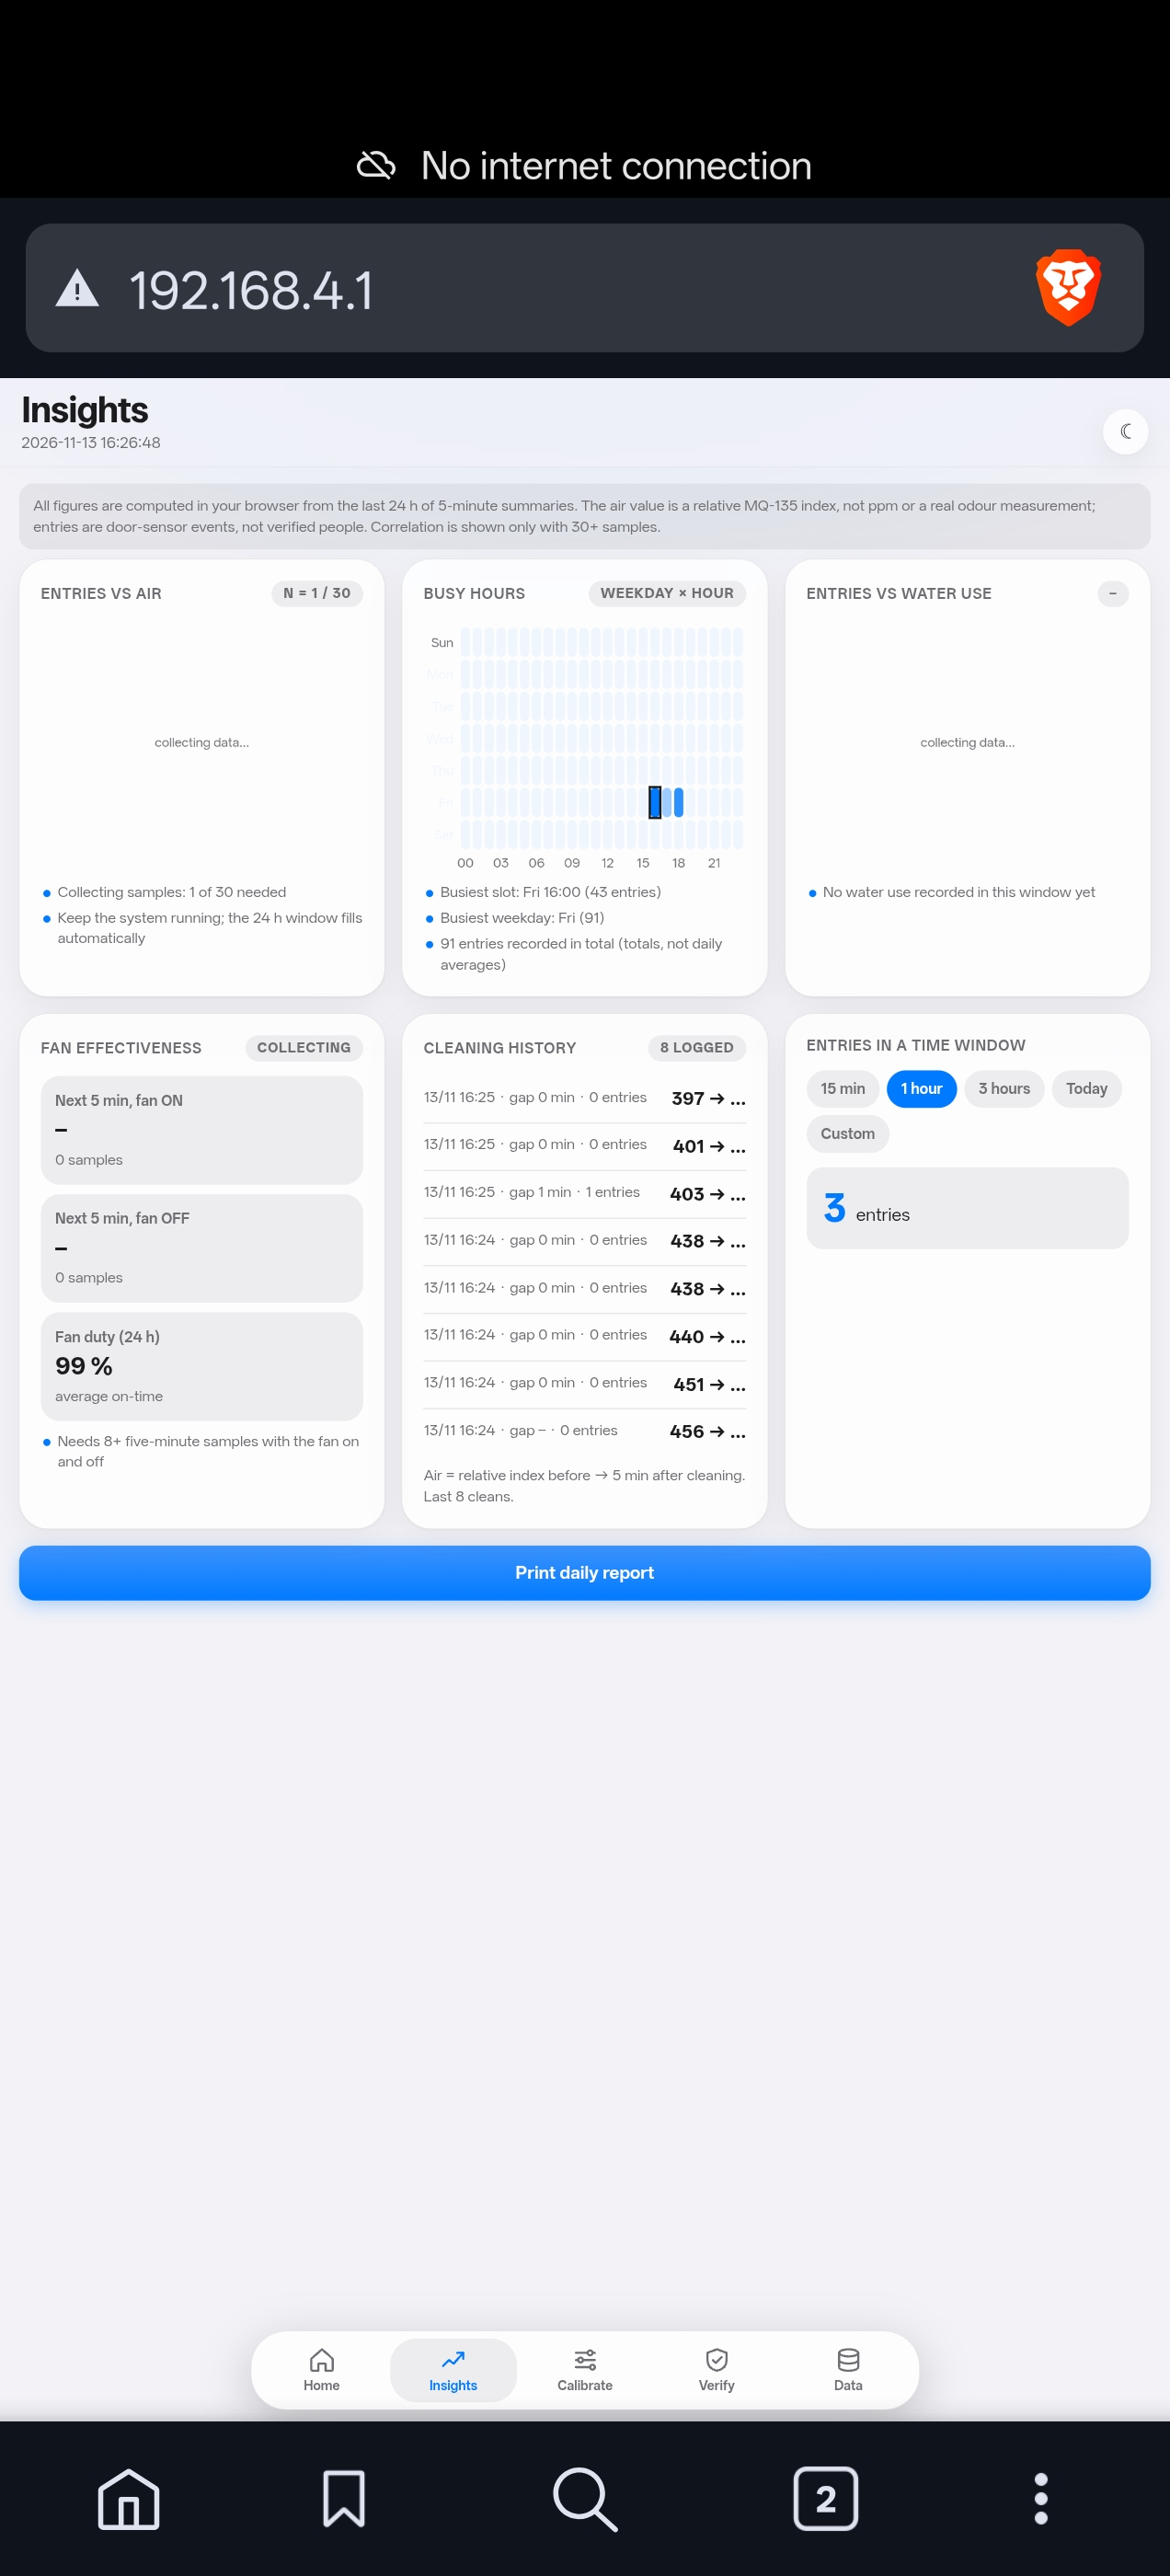 No internet connection
192.168.4.1
Insights
2026-11-13 16:26:48
All figures are computed in your browser from the last 24 h of 5-minute summaries. The air value is a relative MQ-135 index, not ppm or a real odour measurement;
entries are door-sensor events, not verified people. Correlation is shown only with 30+ samples.
ENTRIES VS AIR
N = 1 / 30
collecting data...
Collecting samples: 1 of 30 needed
Keep the system running; the 24 h window fills
automatically
BUSY HOURS
WEEKDAY × HOUR
Sun
Mon
Tue
Wed
Thu
Fri
Sat
00 03 06 09 12 15 18 21
Busiest slot: Fri 16:00 (43 entries)
Busiest weekday: Fri (91)
91 entries recorded in total (totals, not daily
averages)
ENTRIES VS WATER USE
–
collecting data...
No water use recorded in this window yet
FAN EFFECTIVENESS
COLLECTING
Next 5 min, fan ON
–
0 samples
Next 5 min, fan OFF
–
0 samples
Fan duty (24 h)
99 %
average on-time
Needs 8+ five-minute samples with the fan on
and off
CLEANING HISTORY
8 LOGGED
13/11 16:25 · gap 0 min · 0 entries 397 → ...
13/11 16:25 · gap 0 min · 0 entries 401 → ...
13/11 16:25 · gap 1 min · 1 entries 403 → ...
13/11 16:24 · gap 0 min · 0 entries 438 → ...
13/11 16:24 · gap 0 min · 0 entries 438 → ...
13/11 16:24 · gap 0 min · 0 entries 440 → ...
13/11 16:24 · gap 0 min · 0 entries 451 → ...
13/11 16:24 · gap – · 0 entries 456 → ...
Air = relative index before → 5 min after cleaning.
Last 8 cleans.
ENTRIES IN A TIME WINDOW
15 min
1 hour
3 hours
Today
Custom
3 entries
Print daily report
Home
Insights
Calibrate
Verify
Data
2